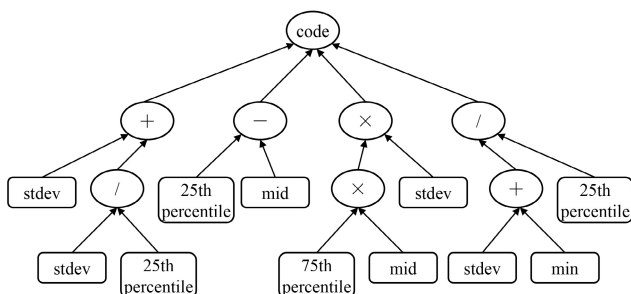 code
+
−
×
/
stdev
/
25th
percentile
mid
×
stdev
+
25th
percentile
stdev
25th
percentile
75th
percentile
mid
stdev
min